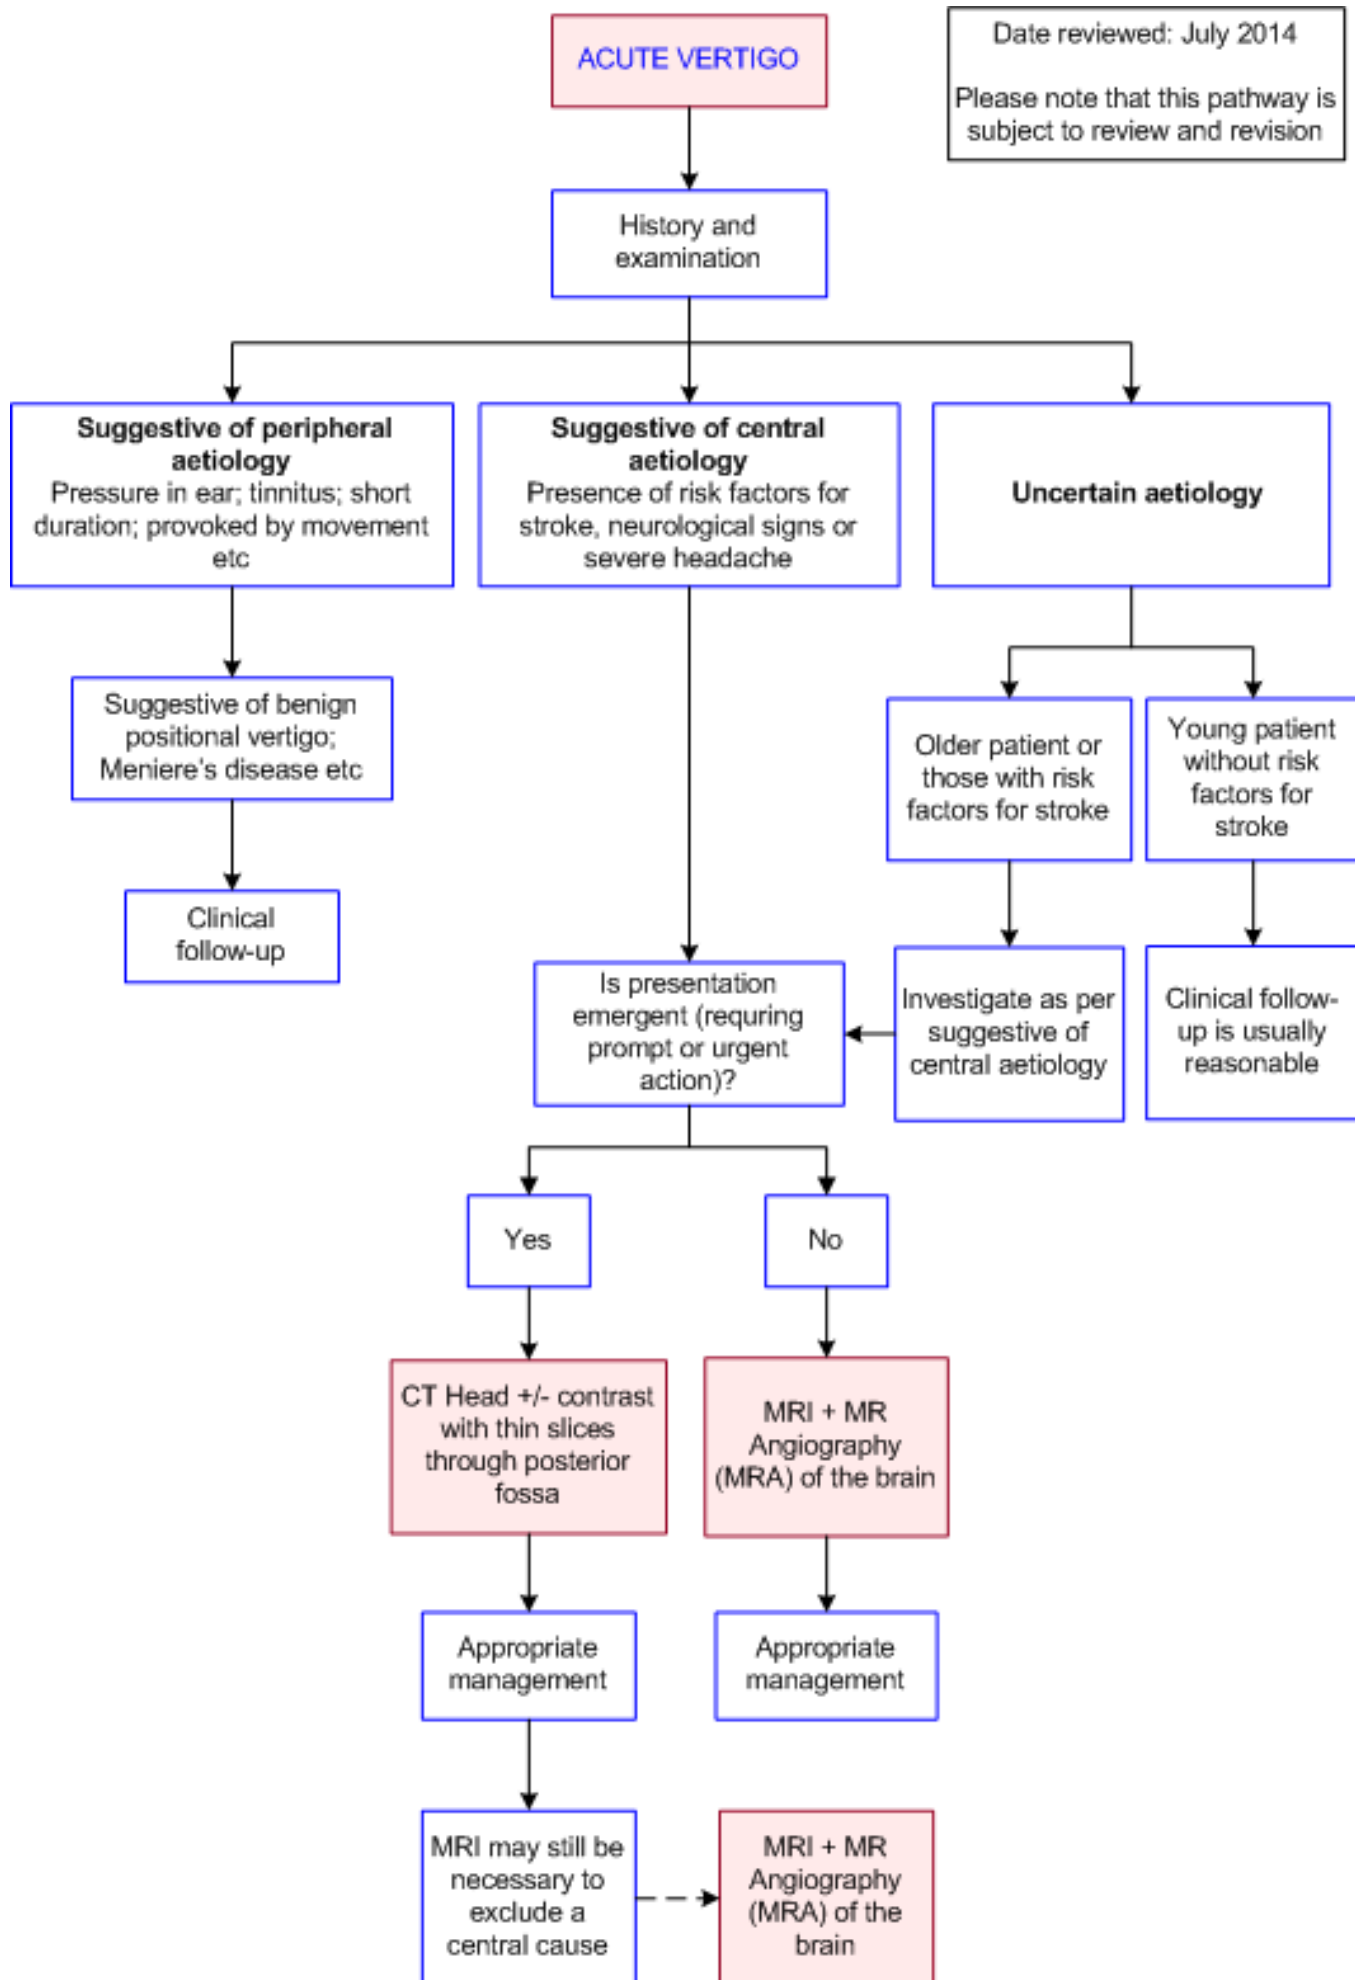 ACUTE VERTIGO
Date reviewed: July 2014
Please note that this pathway is
subject to review and revision
History and
examination
Suggestive of peripheral
aetiology
Pressure in ear; tinnitus; short
duration; provoked by movement
etc
Suggestive of central
aetiology
Presence of risk factors for
stroke, neurological signs or
severe headache
Uncertain aetiology
Suggestive of benign
positional vertigo;
Meniere's disease etc
Older patient or
those with risk
factors for stroke
Young patient
without risk
factors for
stroke
Clinical
follow-up
Is presentation
emergent (requring
prompt or urgent
action)?
Investigate as per
suggestive of
central aetiology
Clinical follow-
up is usually
reasonable
Yes
No
CT Head +/- contrast
with thin slices
through posterior
fossa
MRI + MR
Angiography
(MRA) of the brain
Appropriate
management
Appropriate
management
MRI may still be
necessary to
exclude a
central cause
MRI + MR
Angiography
(MRA) of the
brain